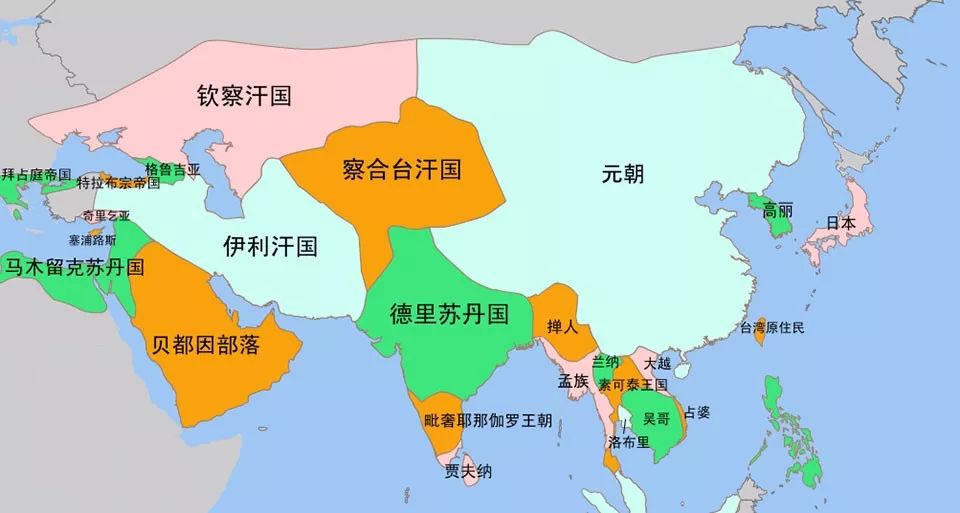 钦察汗国
察合台汗国
元朝
格鲁吉亚
拜占庭帝国
特拉布宗帝国
奇里乞亚
塞浦路斯
高丽
日本
伊利汗国
马木留克苏丹国
德里苏丹国
掸人
台湾原住民
贝都因部落
兰纳
大越
孟族
素可泰王国
毗奢耶那伽罗王朝
吴哥
占婆
洛布里
贾夫纳